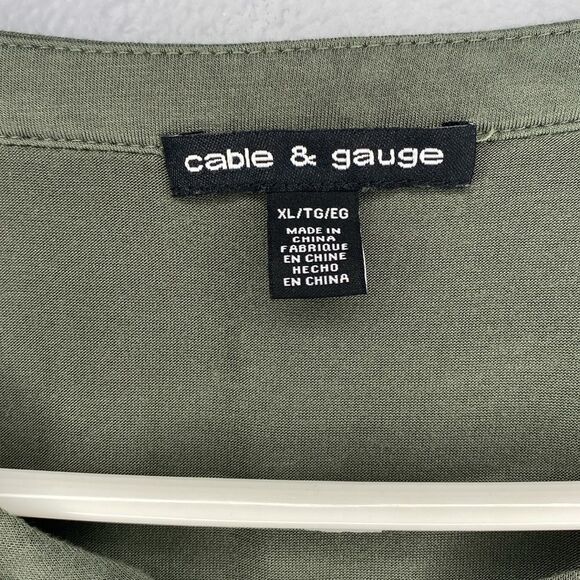 cable & gauge
XL/TG/EG
MADE IN
CHINA
FABRIQUE
EN CHINE
HECHO
EN CHINA